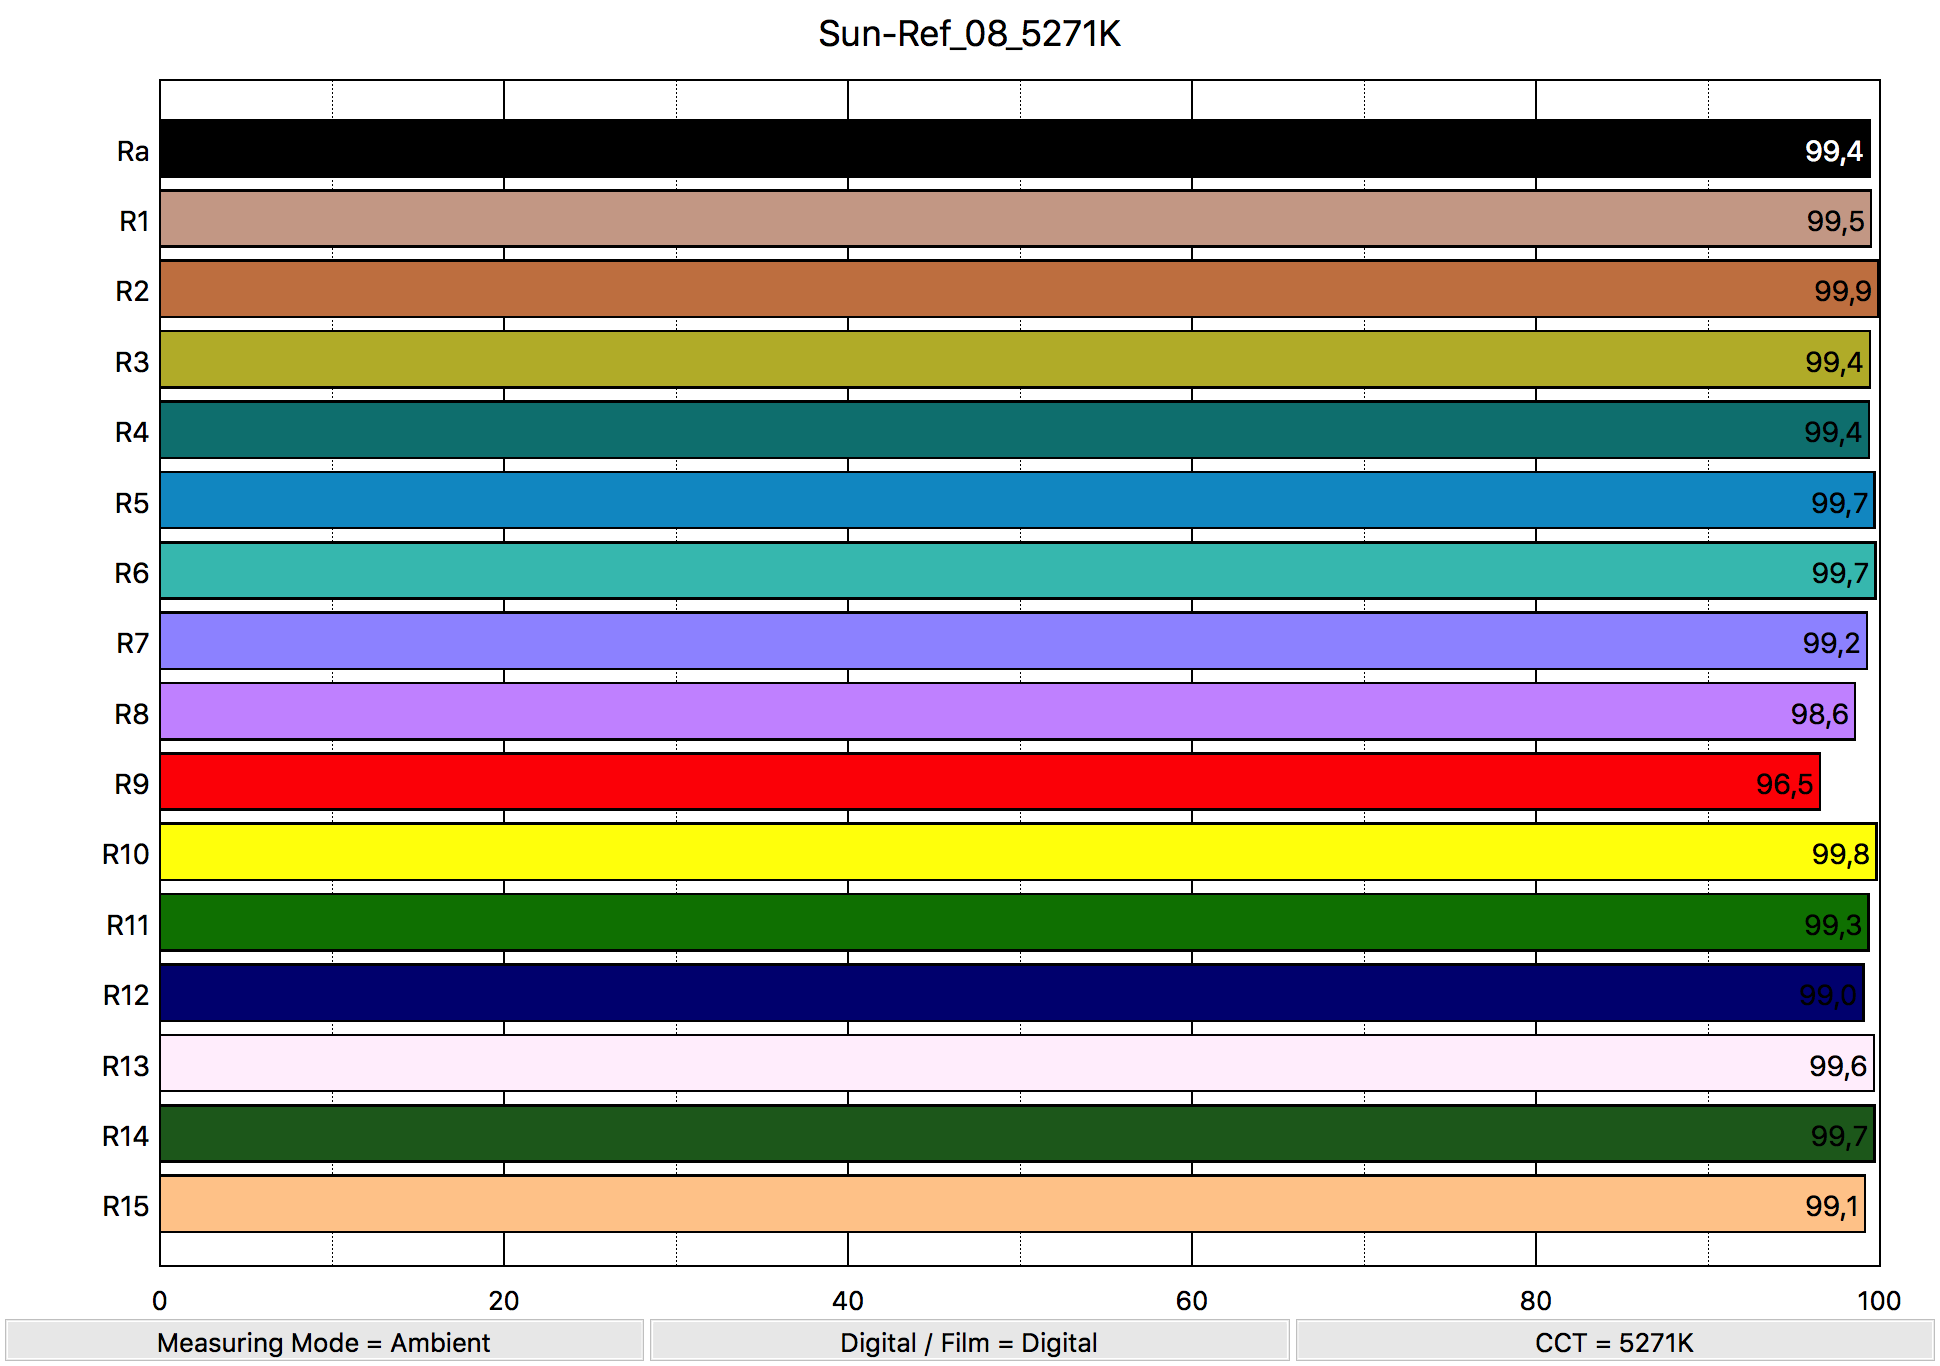 Sun-Ref_08_5271K
Ra 99,4
R1 99,5
R2 99,9
R3 99,4
R4 99,4
R5 99,7
R6 99,7
R7 99,2
R8 98,6
R9 96,5
R10 99,8
R11 99,3
R12 99,0
R13 99,6
R14 99,7
R15 99,1
0 20 40 60 80 100
Measuring Mode = Ambient Digital / Film = Digital CCT = 5271K